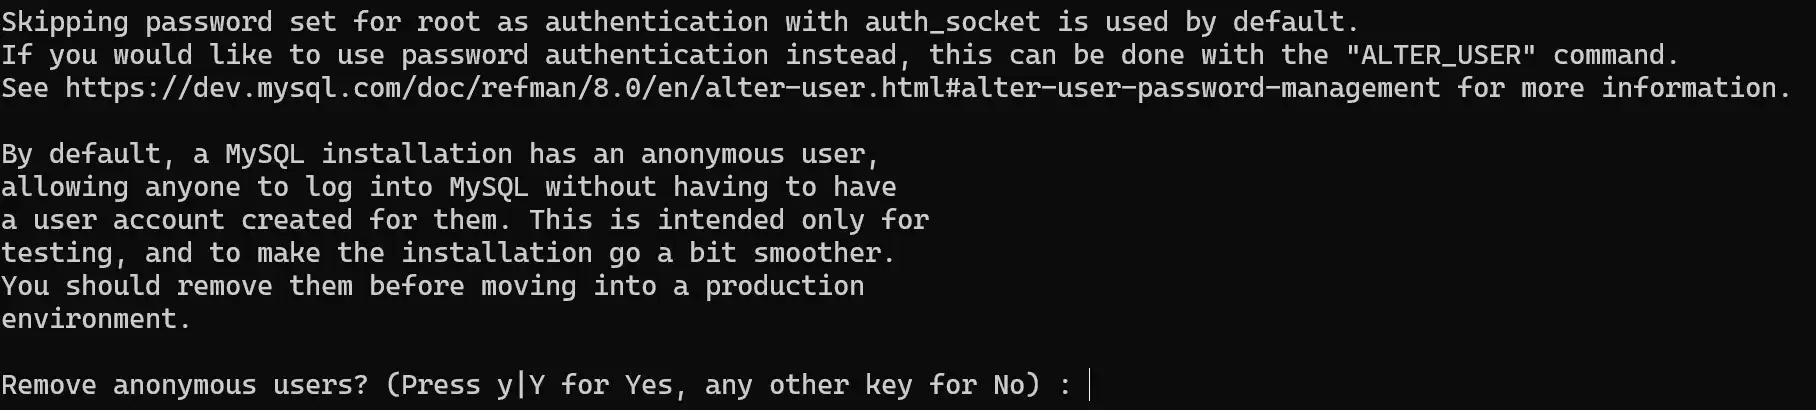 Skipping password set for root as authentication with auth_socket is used by default.
If you would like to use password authentication instead, this can be done with the "ALTER_USER" command.
See https://dev.mysql.com/doc/refman/8.0/en/alter-user.html#alter-user-password-management for more information.
By default, a MySQL installation has an anonymous user,
allowing anyone to log into MySQL without having to have
a user account created for them. This is intended only for
testing, and to make the installation go a bit smoother.
You should remove them before moving into a production
environment.
Remove anonymous users? (Press y|Y for Yes, any other key for No) :